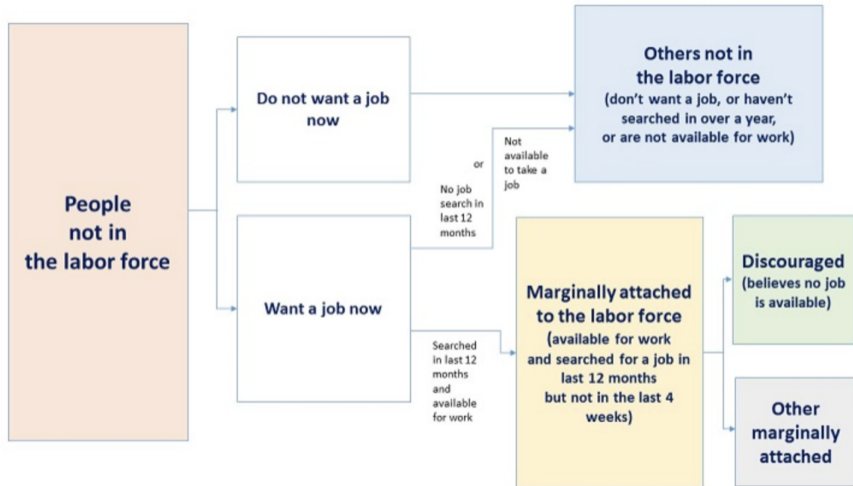 People
not in
the labor force
Do not want a job
now
Want a job now
or
No job
search in
last 12
months
Not
available
to take a
job
Searched
in last 12
months
and
available
for work
Others not in
the labor force
(don't want a job, or haven't
searched in over a year,
or are not available for work)
Marginally attached
to the labor force
(available for work
and searched for a job in
last 12 months
but not in the last 4
weeks)
Discouraged
(believes no job
is available)
Other
marginally
attached